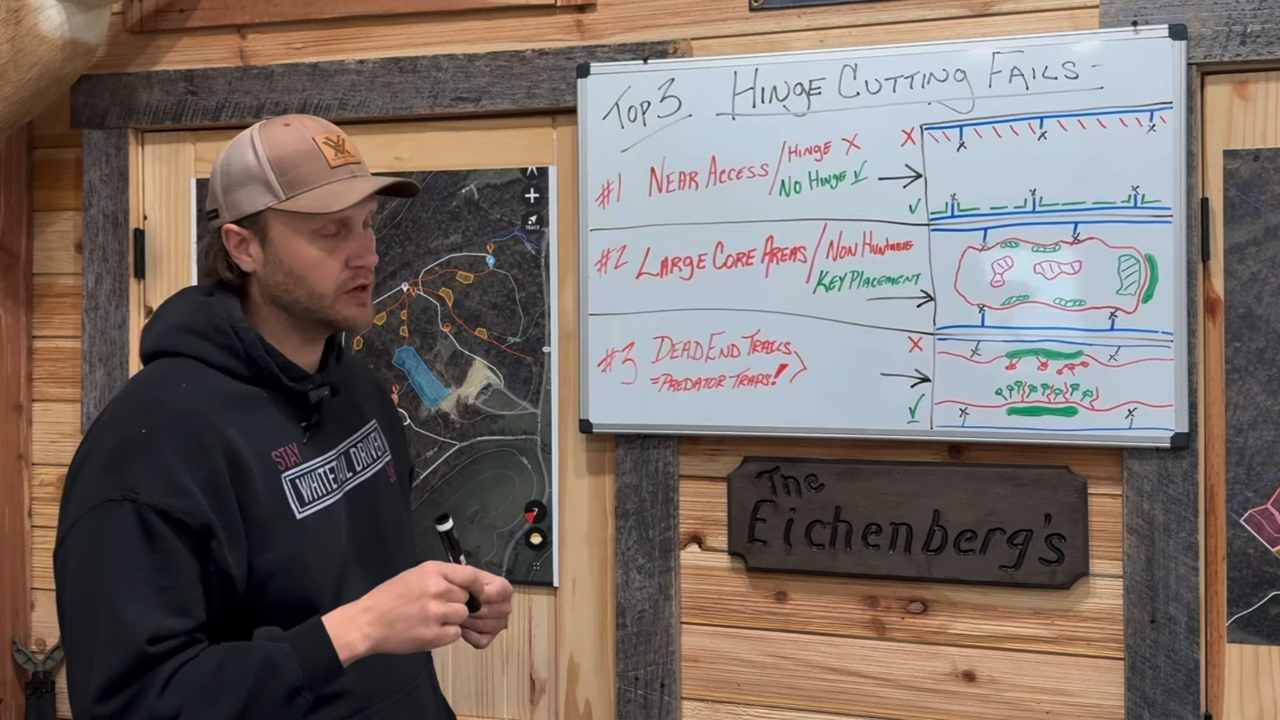 TOP 3 HINGE CUTTING FAILS-
#1 NEAR ACCESS / HINGE X
NO HINGE ✓
#2 LARGE CORE AREAS / NON HUNTABLE
KEY PLACEMENT
#3 DEAD END TRAILS
=PREDATOR TRAPS!
STAY
WHITETAIL DRIVEN
TRACK
The
Eichenberg's